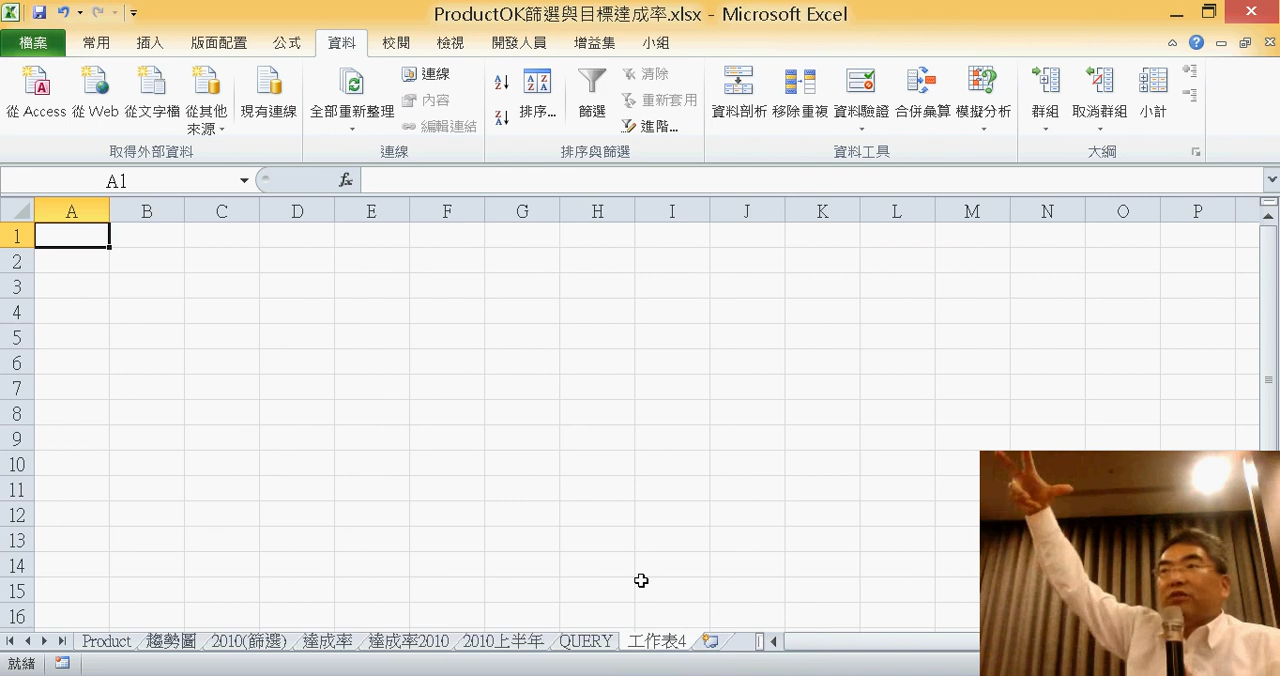 ProductOK篩選與目標達成率.xlsx - Microsoft Excel
檔案 常用 插入 版面配置 公式 資料 校閱 檢視 開發人員 增益集 小組
從 Access 從 Web 從文字檔 從其他來源 現有連線
取得外部資料
全部重新整理 連線 內容 編輯連結
連線
排序... 篩選 清除 重新套用 進階...
排序與篩選
資料剖析 移除重複 資料驗證 合併彙算 模擬分析
資料工具
群組 取消群組 小計
大綱
A1 fx
A B C D E F G H I J K L M N O P
1
2
3
4
5
6
7
8
9
10
11
12
13
14
15
16
Product 趨勢圖 2010(篩選) 達成率 達成率2010 2010上半年 QUERY 工作表4
就緒